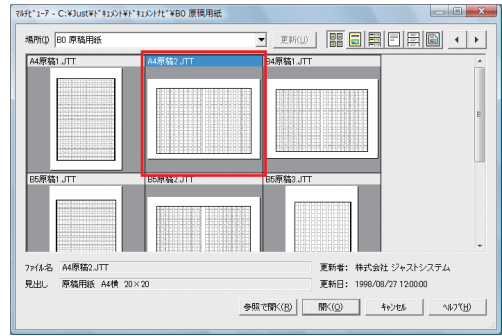 ﾏﾙﾁﾋﾞｭｰｱ - C:¥Just¥ﾄﾞｷｭﾒﾝﾄ¥ﾄﾞｷｭﾒﾝﾄﾅﾋﾞ¥B0 原稿用紙
場所(I) B0 原稿用紙 更新(U)
A4原稿1.JTT A4原稿2.JTT B4原稿1.JTT
B5原稿1.JTT B5原稿2.JTT B5原稿3.JTT
ﾌｧｲﾙ名 A4原稿2.JTT 更新者: 株式会社 ジャストシステム
見出し 原稿用紙 A4横 20×20 更新日: 1998/08/27 12:00:00
参照で開く(R) 開く(O) ｷｬﾝｾﾙ ﾍﾙﾌﾟ(H)